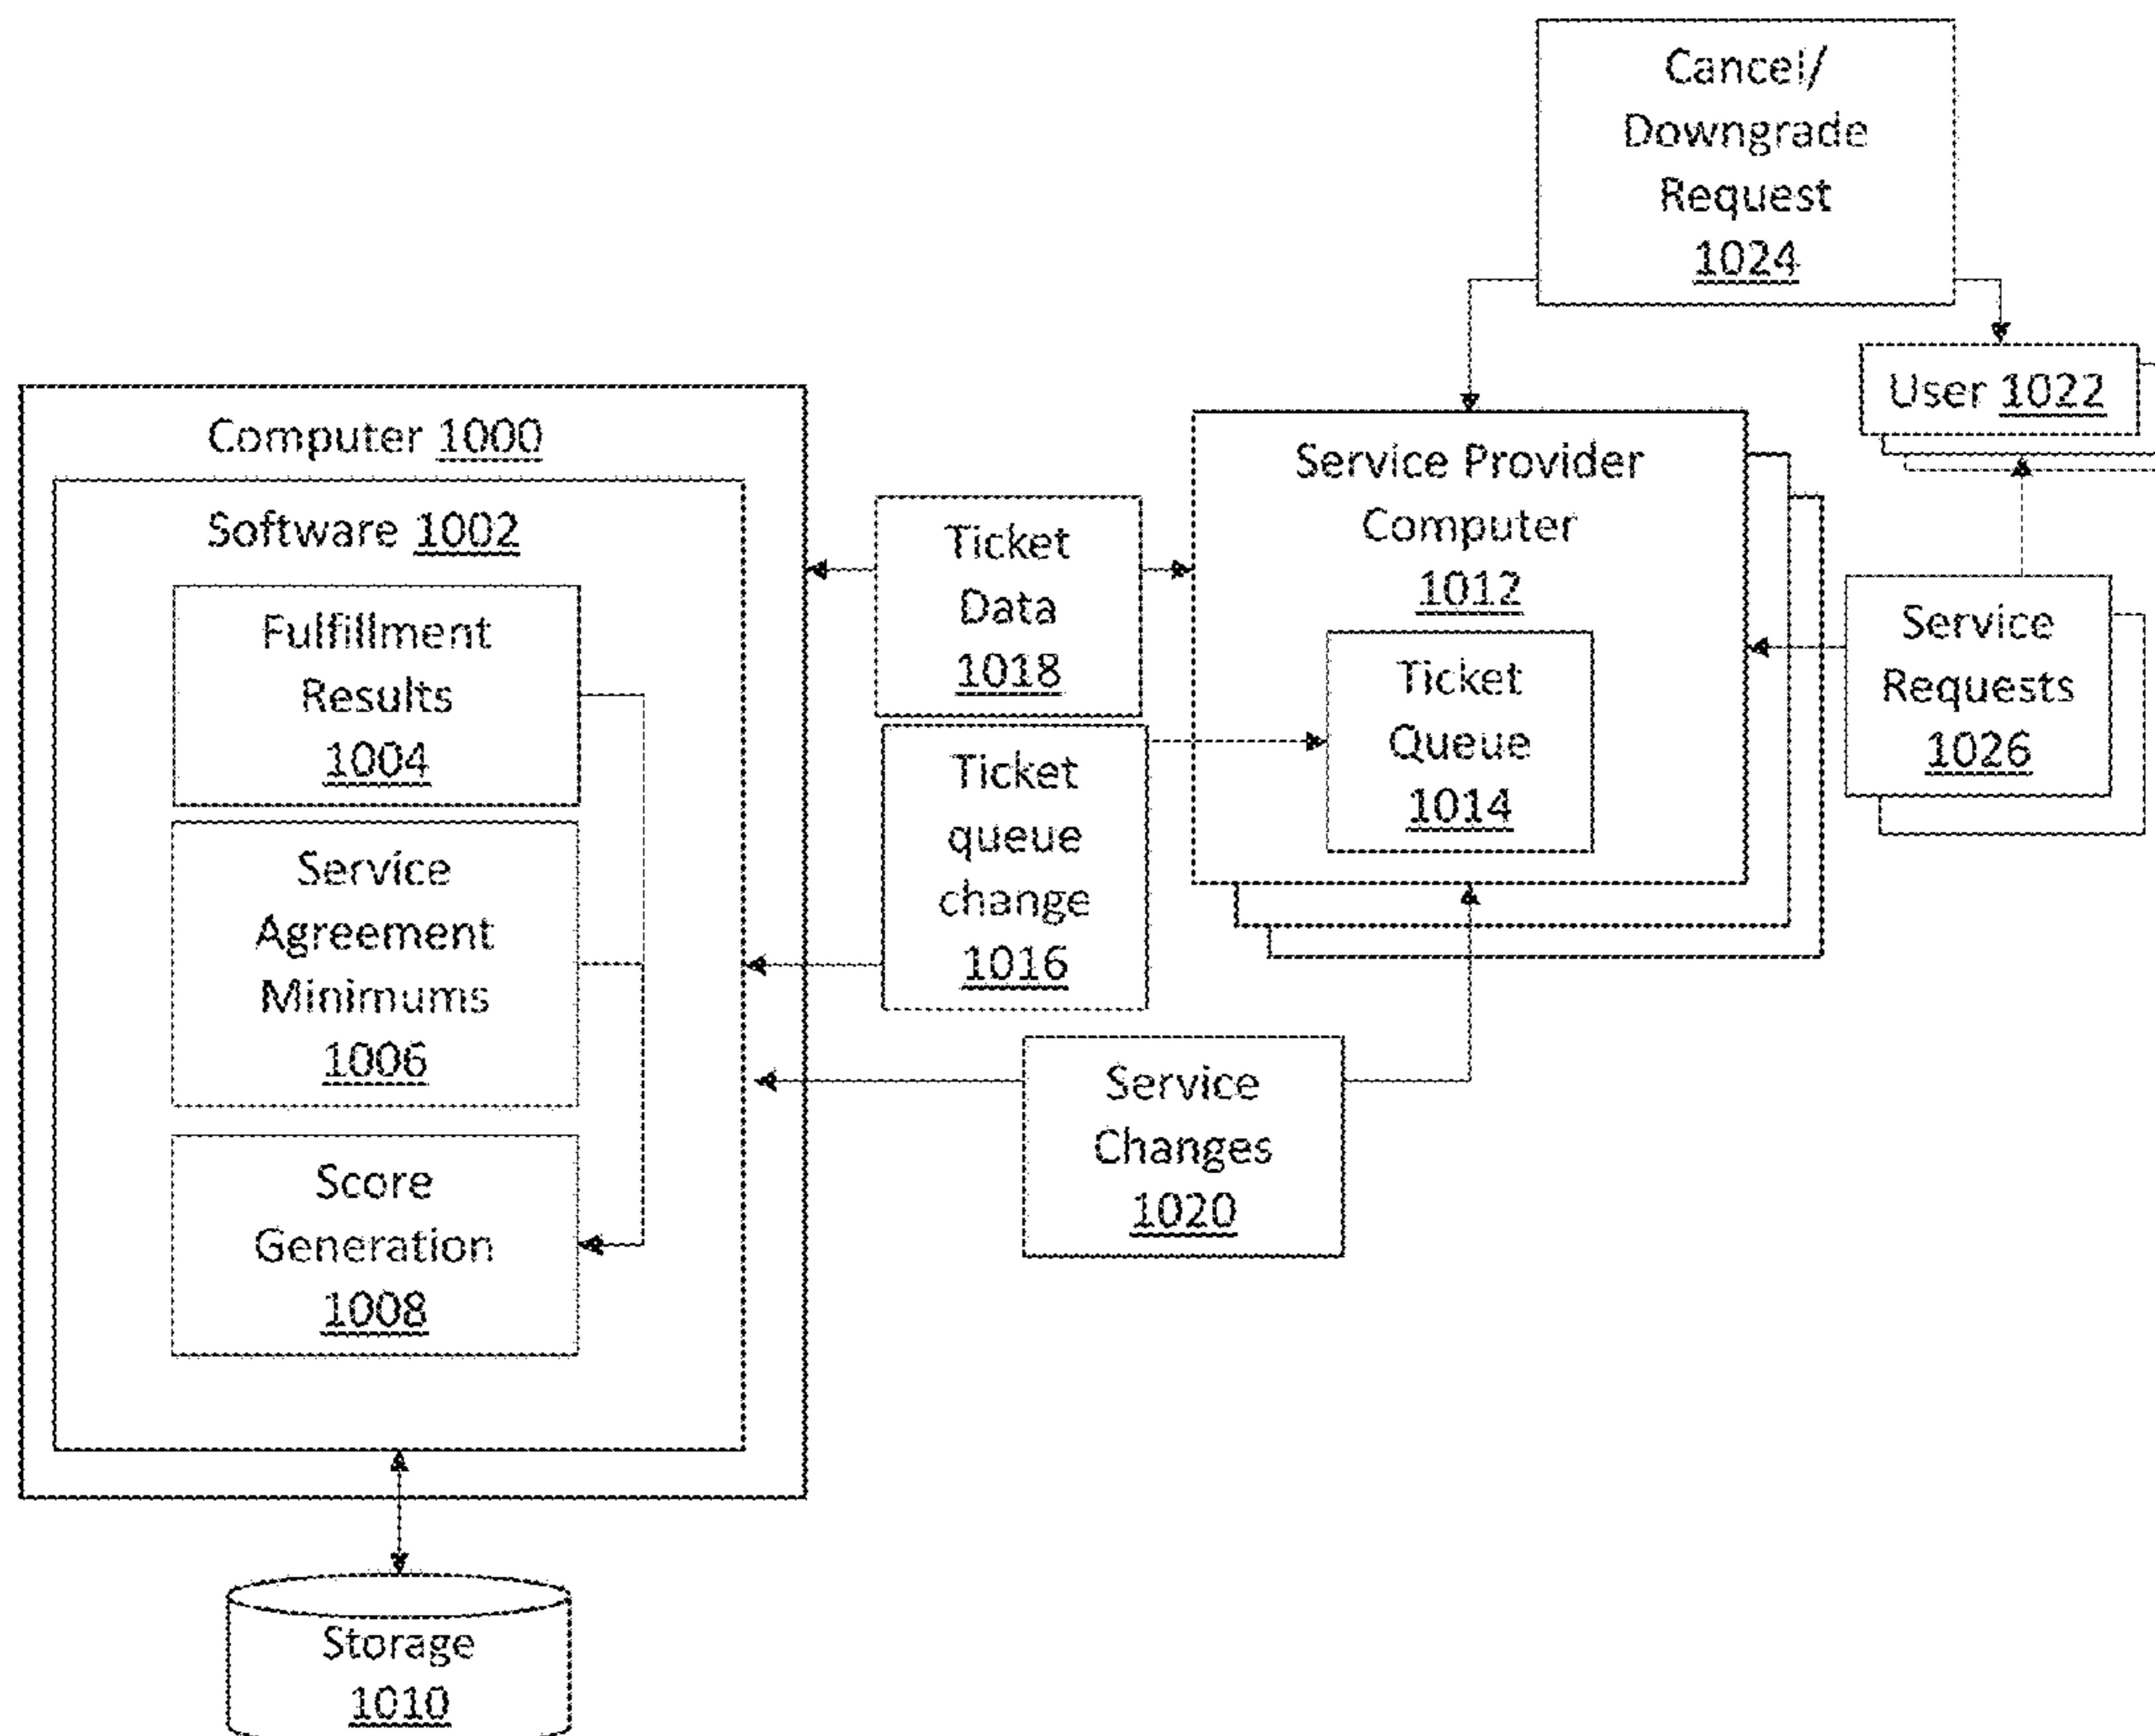 Cancel/
Downgrade
Request
1024
User 1022
Computer 1000
Software 1002
Fulfillment
Results
1004
Service
Agreement
Minimums
1006
Score
Generation
1008
Storage
1010
Ticket
Data
1018
Ticket
queue
change
1016
Service Provider
Computer
1012
Ticket
Queue
1014
Service
Changes
1020
Service
Requests
1026